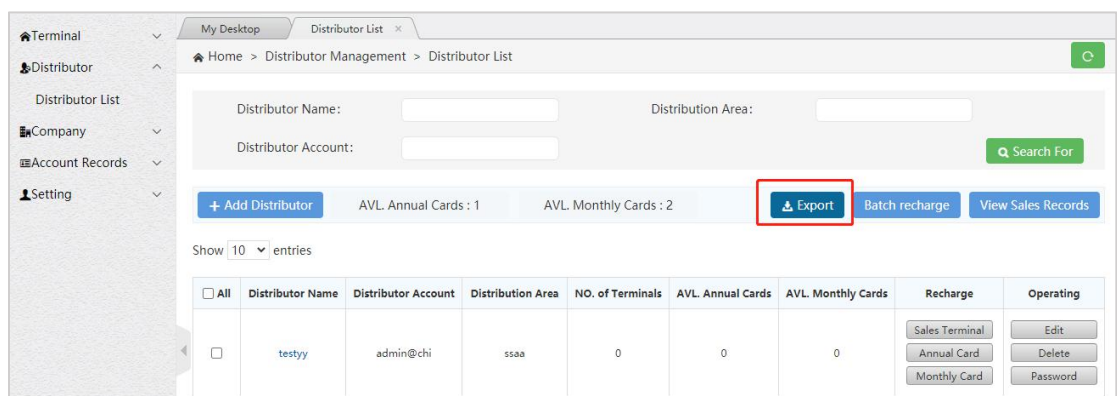 My Desktop Distributor List ×
Terminal
Home > Distributor Management > Distributor List
Distributor
Distributor List
Company
Account Records
Setting
Distributor Name:
Distribution Area:
Distributor Account:
Search For
+ Add Distributor
AVL. Annual Cards : 1
AVL. Monthly Cards : 2
Export
Batch recharge
View Sales Records
Show 10 entries
All Distributor Name Distributor Account Distribution Area NO. of Terminals AVL. Annual Cards AVL. Monthly Cards Recharge Operating
testyy admin@chi ssaa 0 0 0
Sales Terminal Edit
Annual Card Delete
Monthly Card Password